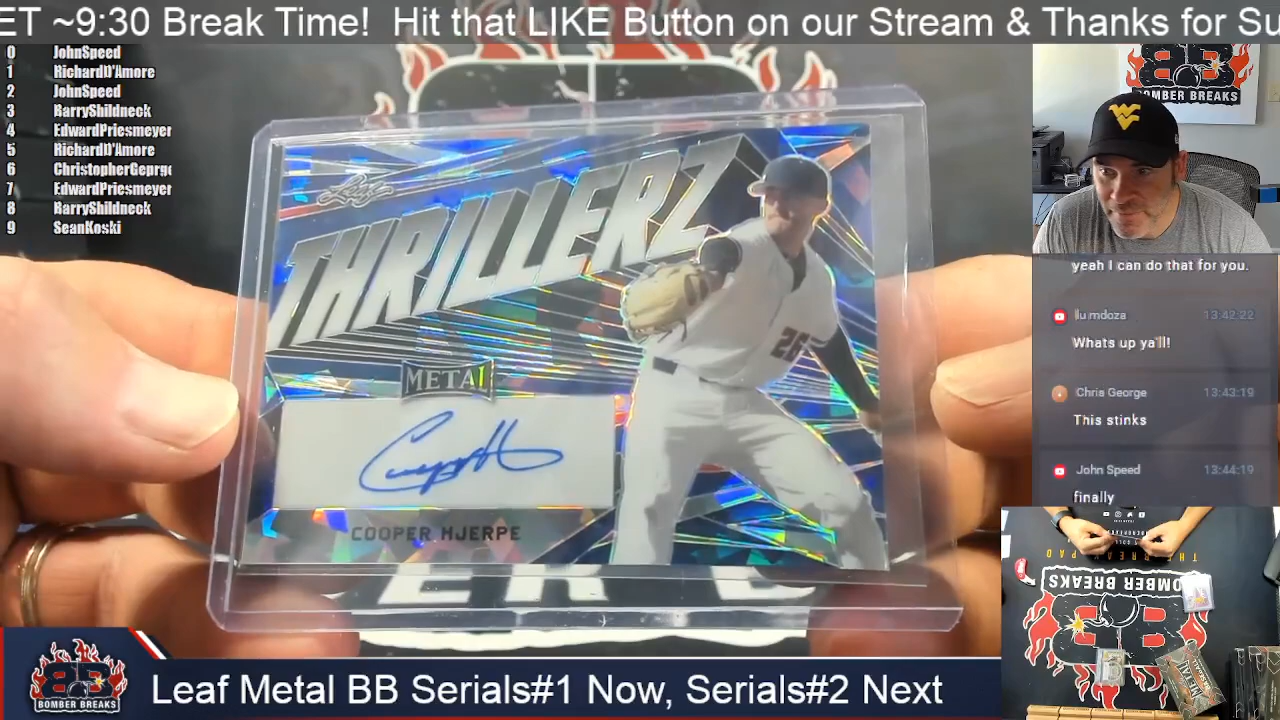 ET ~9:30 Break Time! Hit that LIKE Button on our Stream & Thanks for Su
0 JohnSpeed
1 RichardD'Amore
2 JohnSpeed
3 BarryShildneck
4 EdwardPriesmeyer
5 RichardD'Amore
6 ChristopherGeorge
7 EdwardPriesmeyer
8 BarryShildneck
9 SeanKoski
Leaf
THRILLERZ
METAL
26
COOPER HJERPE
BOMBER BREAKS
yeah I can do that for you.
lu mdoza 13:42:22
Whats up ya'll!
Chris George 13:43:19
This stinks
John Speed 13:44:19
finally
BOMBER BREAKS
BOMBER BREAKS
Leaf Metal BB Serials#1 Now, Serials#2 Next